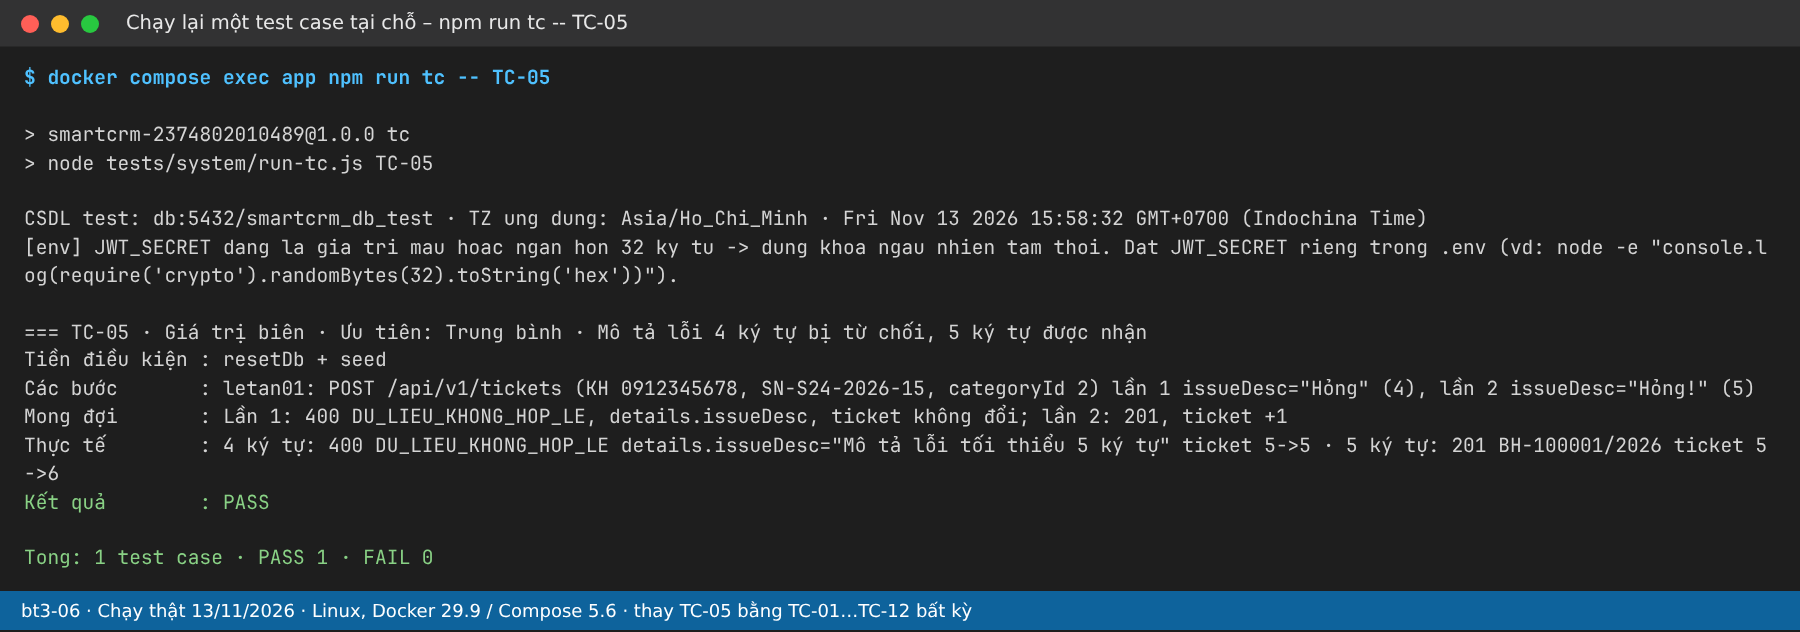 Chạy lại một test case tại chỗ – npm run tc -- TC-05
$ docker compose exec app npm run tc -- TC-05
> smartcrm-2374802010489@1.0.0 tc
> node tests/system/run-tc.js TC-05
CSDL test: db:5432/smartcrm_db_test · TZ ung dung: Asia/Ho_Chi_Minh · Fri Nov 13 2026 15:58:32 GMT+0700 (Indochina Time)
[env] JWT_SECRET dang la gia tri mau hoac ngan hon 32 ky tu -> dung khoa ngau nhien tam thoi. Dat JWT_SECRET rieng trong .env (vd: node -e "console.l
og(require('crypto').randomBytes(32).toString('hex'))").
=== TC-05 · Giá trị biên · Ưu tiên: Trung bình · Mô tả lỗi 4 ký tự bị từ chối, 5 ký tự được nhận
Tiền điều kiện : resetDb + seed
Các bước : letan01: POST /api/v1/tickets (KH 0912345678, SN-S24-2026-15, categoryId 2) lần 1 issueDesc="Hỏng" (4), lần 2 issueDesc="Hỏng!" (5)
Mong đợi : Lần 1: 400 DU_LIEU_KHONG_HOP_LE, details.issueDesc, ticket không đổi; lần 2: 201, ticket +1
Thực tế : 4 ký tự: 400 DU_LIEU_KHONG_HOP_LE details.issueDesc="Mô tả lỗi tối thiểu 5 ký tự" ticket 5->5 · 5 ký tự: 201 BH-100001/2026 ticket 5
->6
Kết quả : PASS
Tong: 1 test case · PASS 1 · FAIL 0
bt3-06 · Chạy thật 13/11/2026 · Linux, Docker 29.9 / Compose 5.6 · thay TC-05 bằng TC-01…TC-12 bất kỳ